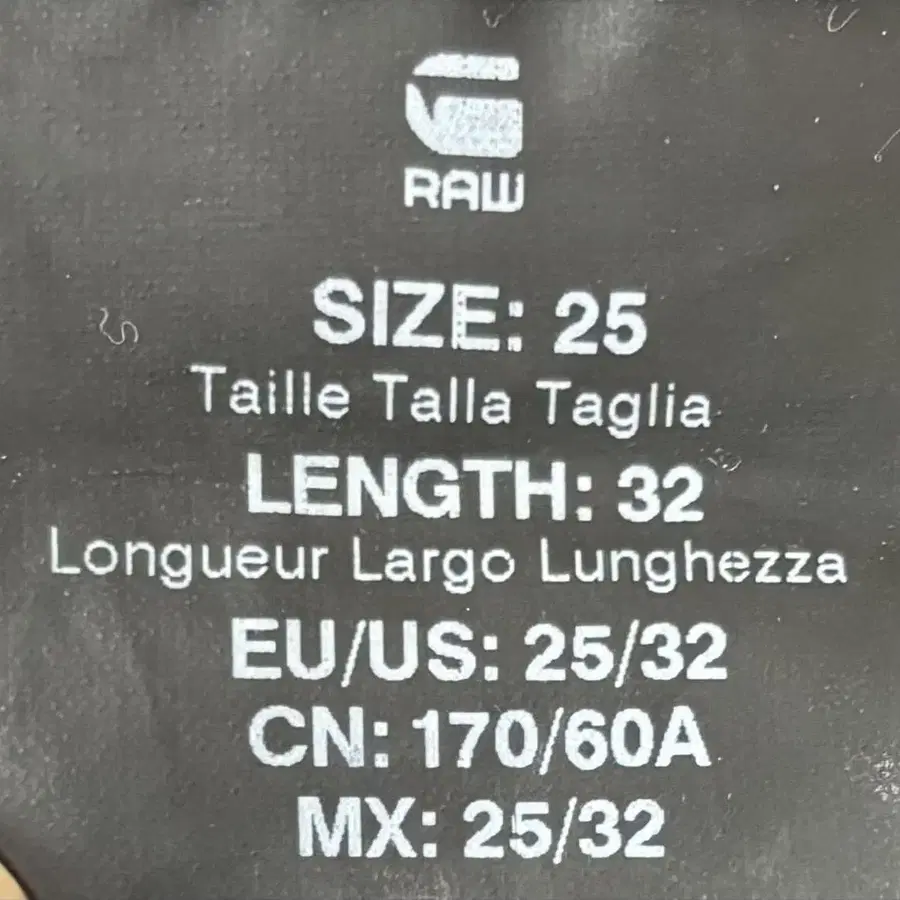 G
RAW
SIZE: 25
Taille Talla Taglia
LENGTH: 32
Longueur Largo Lunghezza
EU/US: 25/32
CN: 170/60A
MX: 25/32